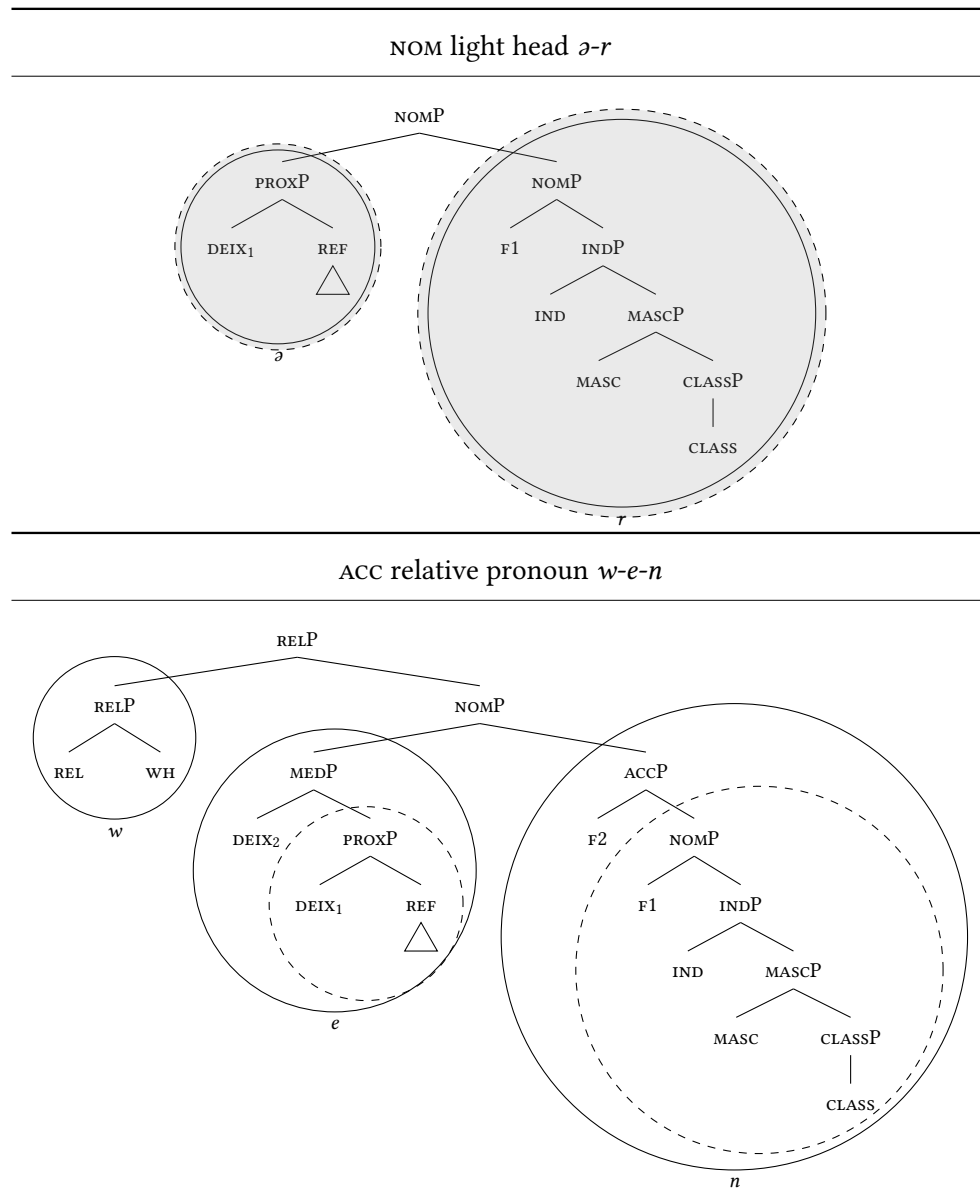 NOM light head ə-r
NOMP
PROXP NOMP
DEIX₁ REF F1 INDP
IND MASCP
ə
MASC CLASSP
CLASS
r
ACC relative pronoun w-e-n
RELP
RELP NOMP
REL WH MEDP ACCP
w
DEIX₂ PROXP F2 NOMP
DEIX₁ REF F1 INDP
IND MASCP
e
MASC CLASSP
CLASS
n